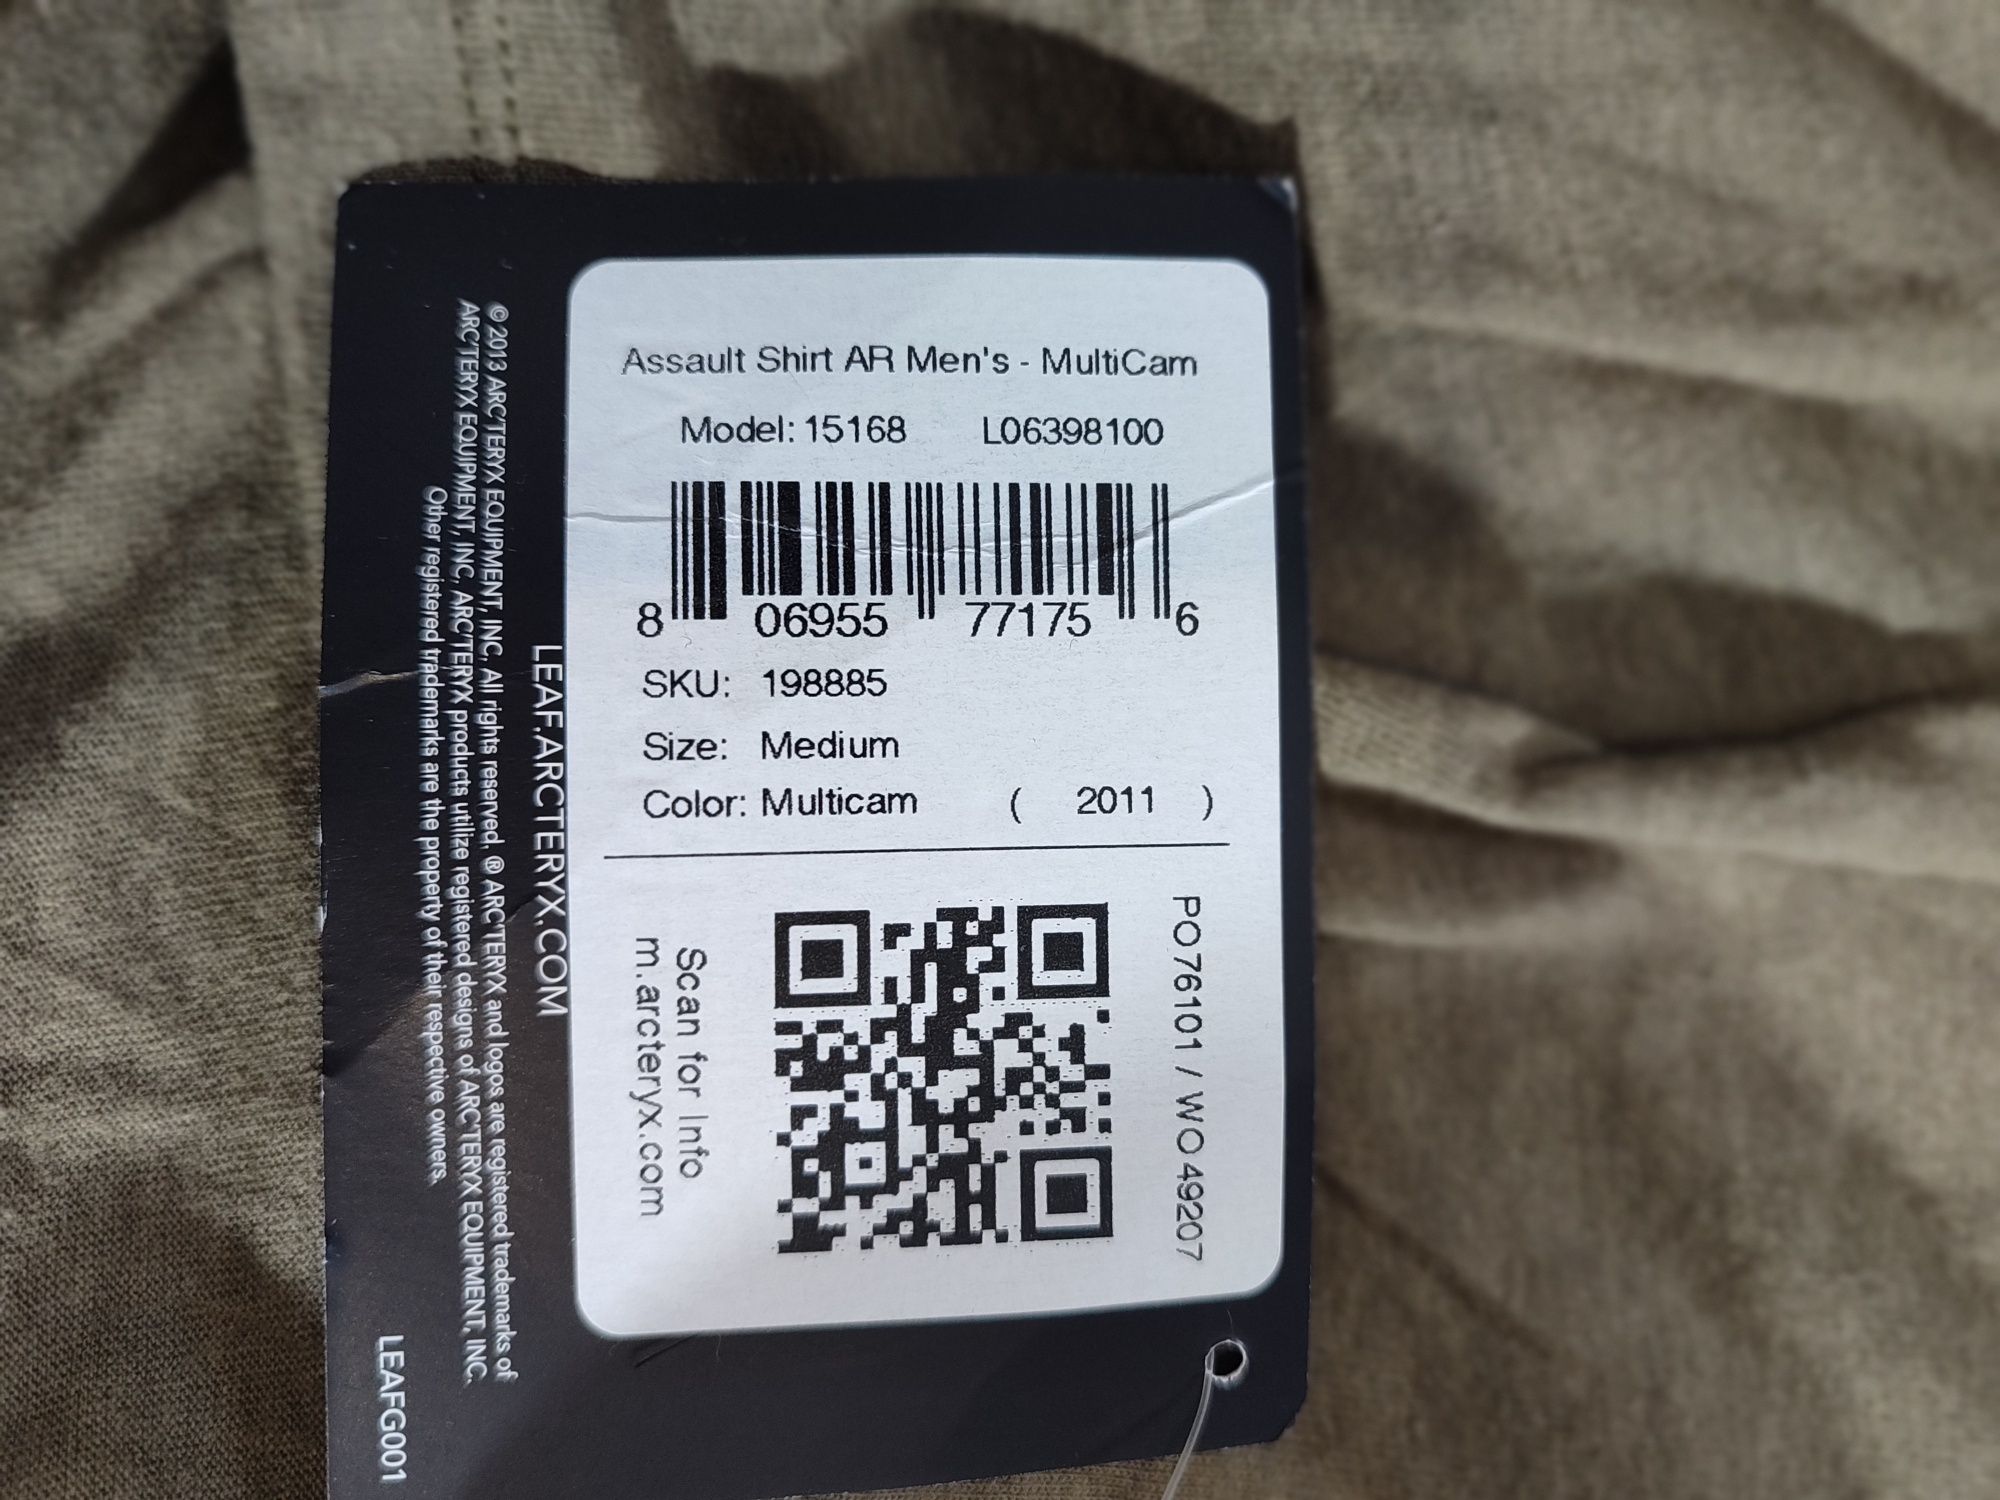 Assault Shirt AR Men's - MultiCam
Model: 15168 L06398100
8 06955 77175 6
SKU: 198885
Size: Medium
Color: Multicam ( 2011 )
PO76101 / WO49207
Scan for Info
m.arcteryx.com
LEAF.ARCTERYX.COM
© 2013 ARC'TERYX EQUIPMENT, INC. All rights reserved. ® ARC'TERYX and logos are registered trademarks of
ARC'TERYX EQUIPMENT, INC. ARC'TERYX products utilize registered designs of ARC'TERYX EQUIPMENT, INC.
Other registered trademarks are the property of their respective owners.
LEAFG001